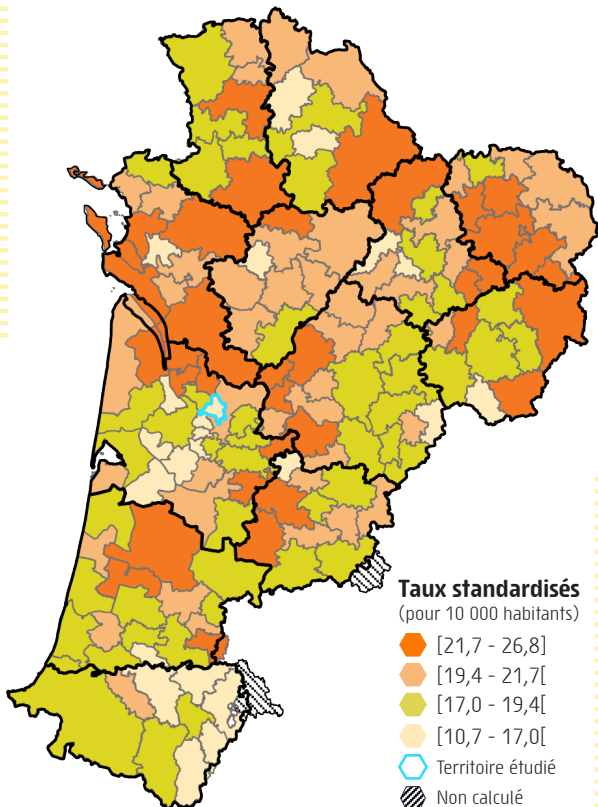 Taux standardisés
(pour 10 000 habitants)
[21,7 - 26,8]
[19,4 - 21,7[
[17,0 - 19,4[
[10,7 - 17,0[
Territoire étudié
Non calculé